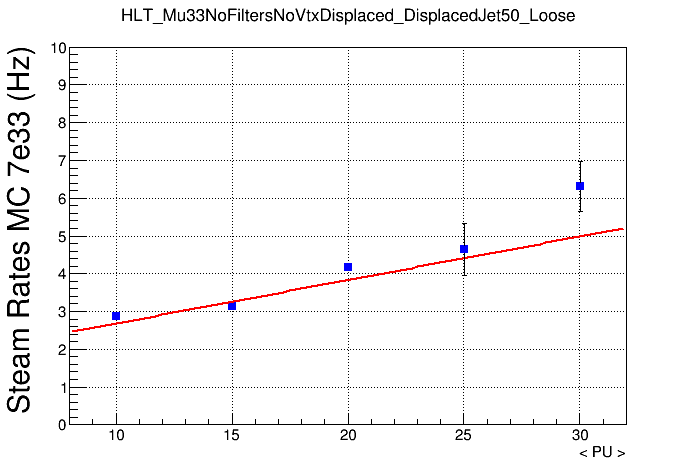 HLT_Mu33NoFiltersNoVtxDisplaced_DisplacedJet50_Loose
Steam Rates MC 7e33 (Hz)
10
9
8
7
6
5
4
3
2
1
0
10 15 20 25 30
< PU >